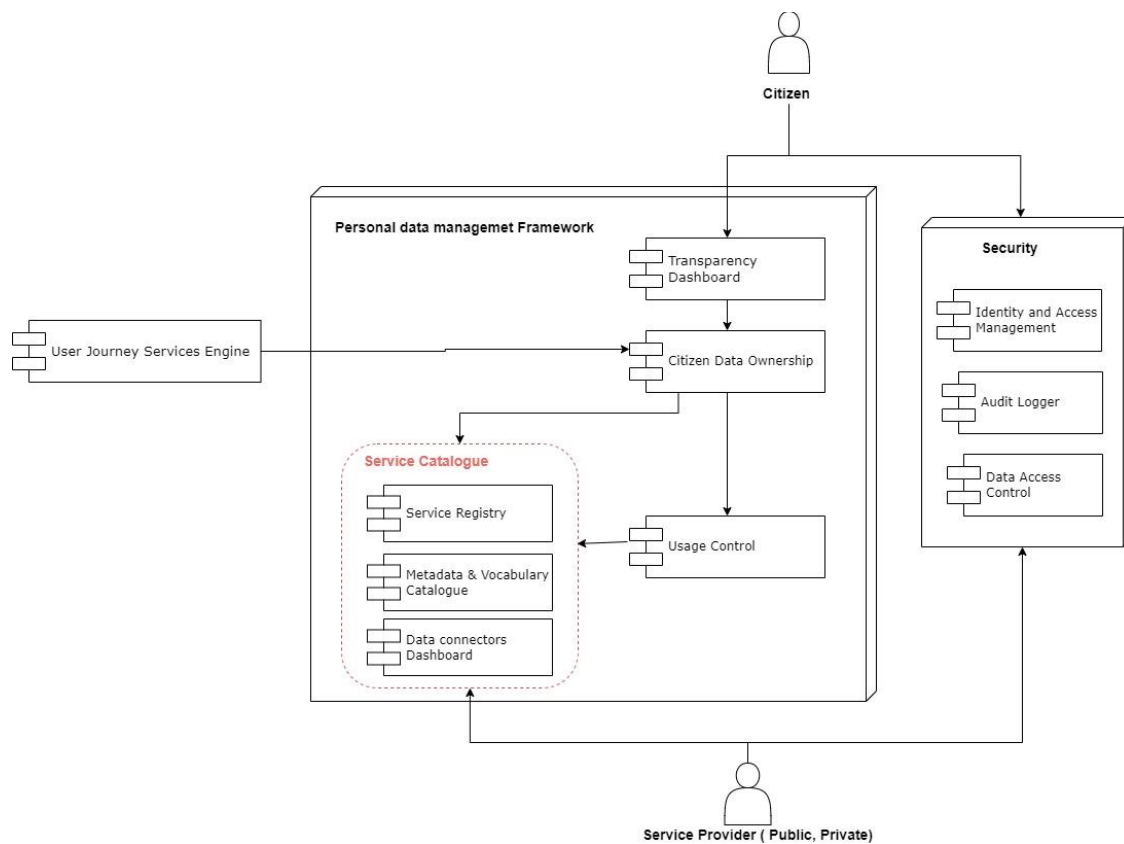 Citizen
Personal data managemet Framework
Transparency
Dashboard
Security
Identity and Access
Management
User Journey Services Engine
Citizen Data Ownership
Audit Logger
Service Catalogue
Data Access
Control
Service Registry
Usage Control
Metadata & Vocabulary
Catalogue
Data connectors
Dashboard
Service Provider ( Public, Private)